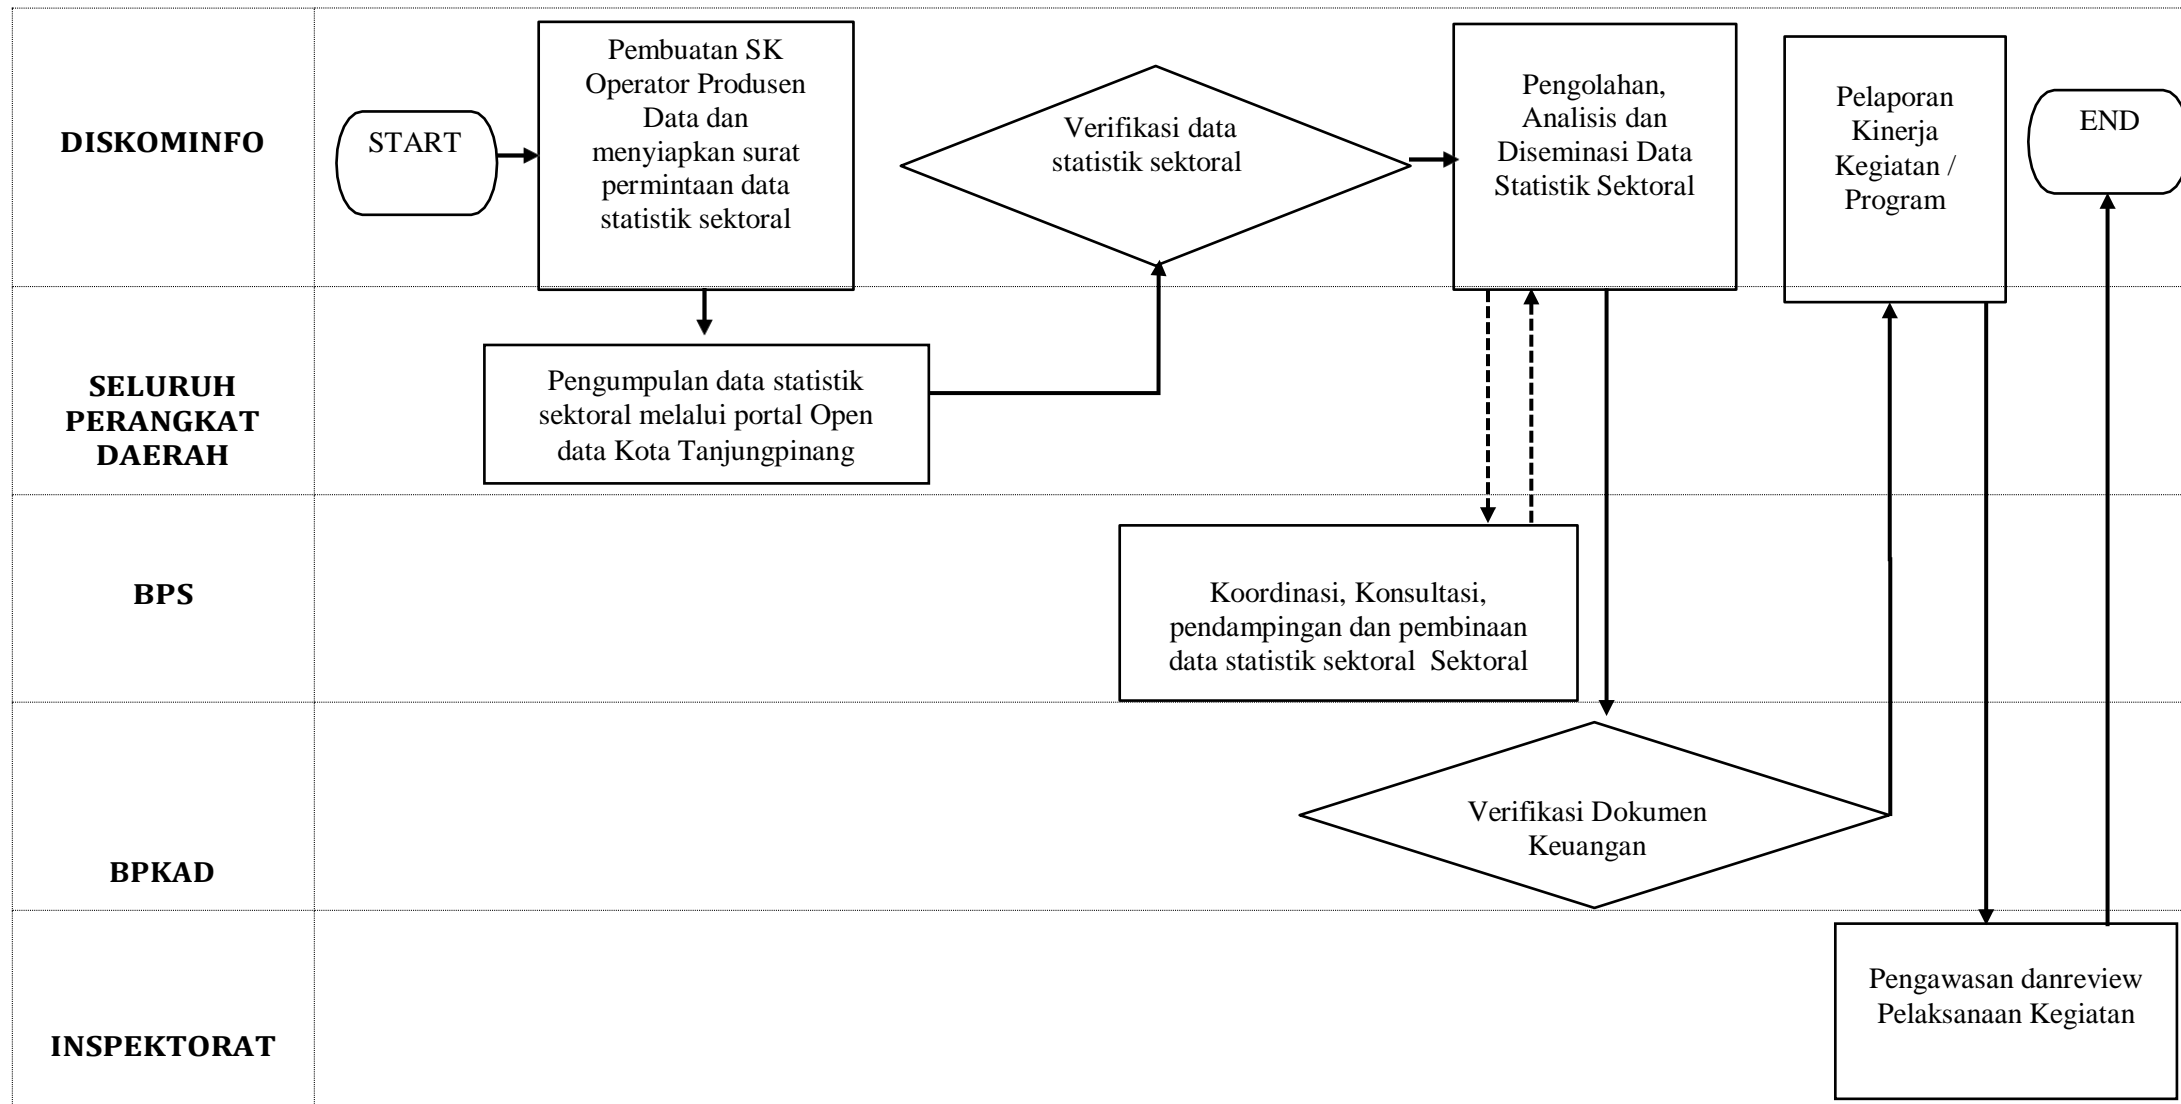 DISKOMINFO
START
Pembuatan SK
Operator Produsen
Data dan
menyiapkan surat
permintaan data
statistik sektoral
Verifikasi data
statistik sektoral
Pengolahan,
Analisis dan
Diseminasi Data
Statistik Sektoral
Pelaporan
Kinerja
Kegiatan /
Program
END
SELURUH
PERANGKAT
DAERAH
Pengumpulan data statistik
sektoral melalui portal Open
data Kota Tanjungpinang
BPS
Koordinasi, Konsultasi,
pendampingan dan pembinaan
data statistik sektoral  Sektoral
BPKAD
Verifikasi Dokumen
Keuangan
INSPEKTORAT
Pengawasan danreview
Pelaksanaan Kegiatan